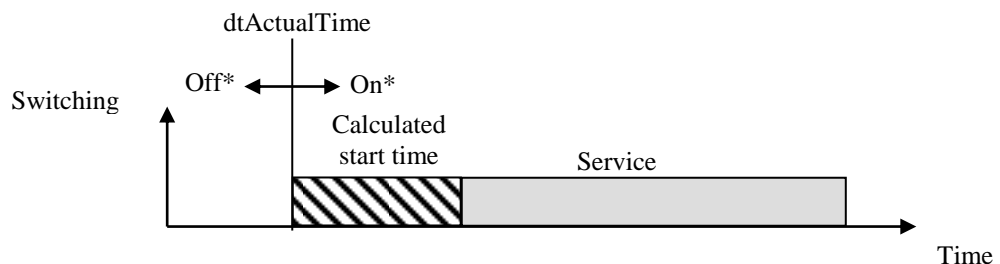 dtActualTime
Off*
On*
Switching
Calculated
start time
Service
Time